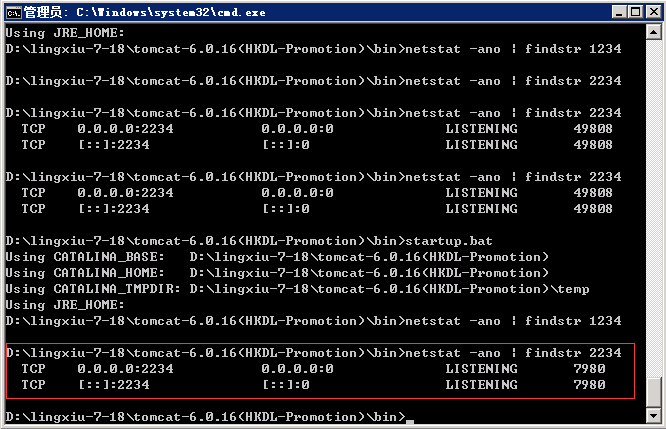 管理员: C:\Windows\system32\cmd.exe
Using JRE_HOME:
D:\lingxiu-7-18\tomcat-6.0.16(HKDL-Promotion)\bin>netstat -ano | findstr 1234
D:\lingxiu-7-18\tomcat-6.0.16(HKDL-Promotion)\bin>netstat -ano | findstr 2234
D:\lingxiu-7-18\tomcat-6.0.16(HKDL-Promotion)\bin>netstat -ano | findstr 2234
TCP 0.0.0.0:2234 0.0.0.0:0 LISTENING 49808
TCP [::]:2234 [::]:0 LISTENING 49808
D:\lingxiu-7-18\tomcat-6.0.16(HKDL-Promotion)\bin>netstat -ano | findstr 2234
TCP 0.0.0.0:2234 0.0.0.0:0 LISTENING 49808
TCP [::]:2234 [::]:0 LISTENING 49808
D:\lingxiu-7-18\tomcat-6.0.16(HKDL-Promotion)\bin>startup.bat
Using CATALINA_BASE: D:\lingxiu-7-18\tomcat-6.0.16(HKDL-Promotion)
Using CATALINA_HOME: D:\lingxiu-7-18\tomcat-6.0.16(HKDL-Promotion)
Using CATALINA_TMPDIR: D:\lingxiu-7-18\tomcat-6.0.16(HKDL-Promotion)\temp
Using JRE_HOME:
D:\lingxiu-7-18\tomcat-6.0.16(HKDL-Promotion)\bin>netstat -ano | findstr 1234
D:\lingxiu-7-18\tomcat-6.0.16(HKDL-Promotion)\bin>netstat -ano | findstr 2234
TCP 0.0.0.0:2234 0.0.0.0:0 LISTENING 7980
TCP [::]:2234 [::]:0 LISTENING 7980
D:\lingxiu-7-18\tomcat-6.0.16(HKDL-Promotion)\bin>_